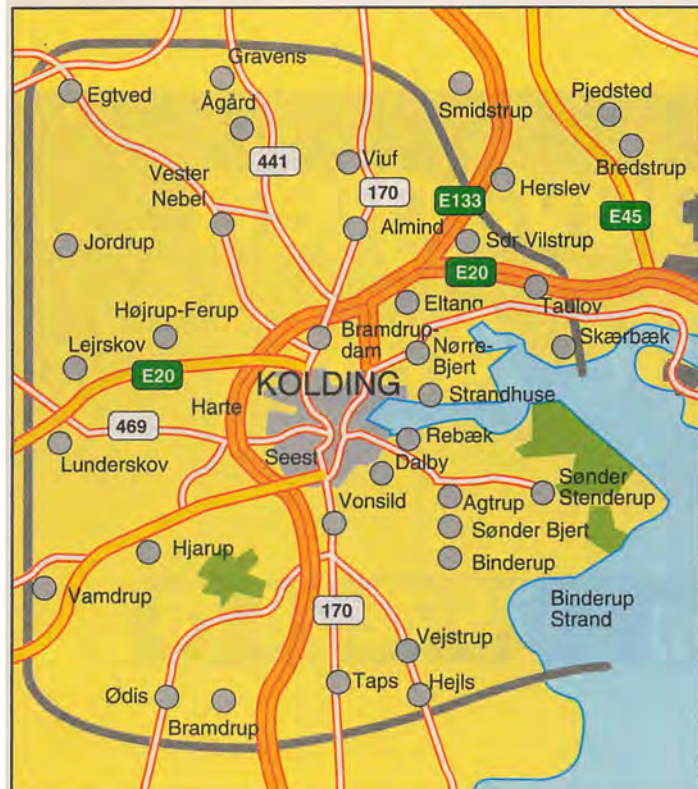 Gravens
Egtved
Ågård
Smidstrup
Pjedsted
441
Viuf
Bredstrup
Vester
Nebel
170
Herslev
E133
E45
Jordrup
Almind
Sdr Vilstrup
E20
Højrup-Ferup
Eltang
Taulov
Lejrskov
Bramdrup-
dam
Nørre-
Bjert
Skærbæk
E20
KOLDING
Harte
Strandhuse
469
Lunderskov
Seest
Rebæk
Dalby
Sønder
Stenderup
Agtrup
Vonsild
Sønder Bjert
Hjarup
Binderup
Vamdrup
Binderup
Strand
170
Vejstrup
Ødis
Bramdrup
Taps
Hejls